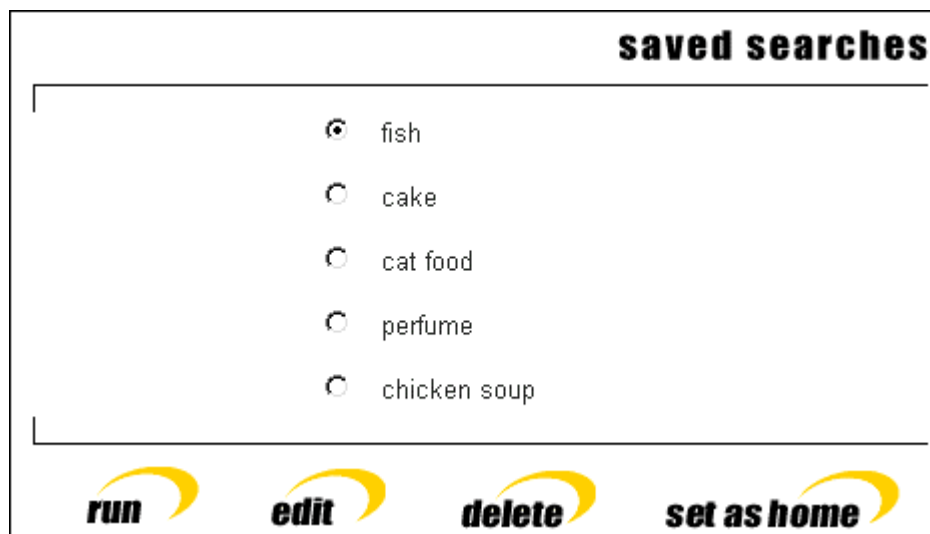 saved searches
fish
cake
cat food
perfume
chicken soup
run edit delete set as home